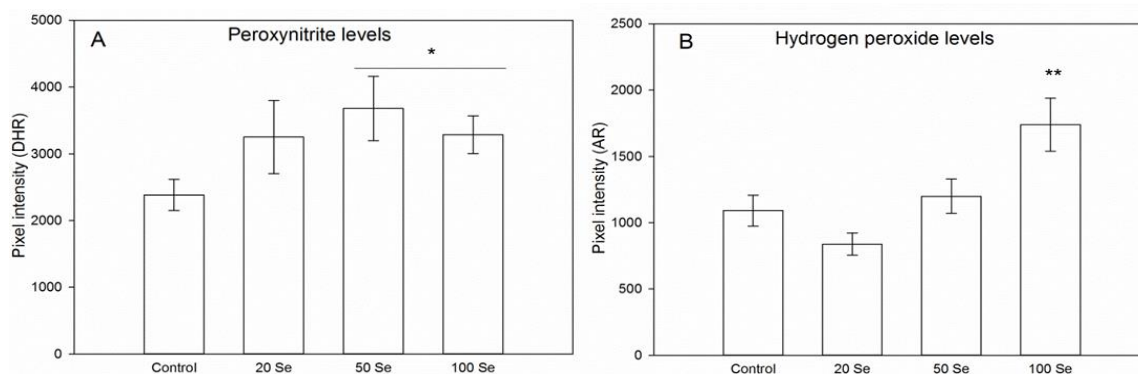 A
Peroxynitrite levels
*
5000
4000
3000
2000
1000
0
Pixel intensity (DHR)
Control
20 Se
50 Se
100 Se
B
Hydrogen peroxide levels
**
2500
2000
1500
1000
500
0
Pixel intensity (AR)
Control
20 Se
50 Se
100 Se